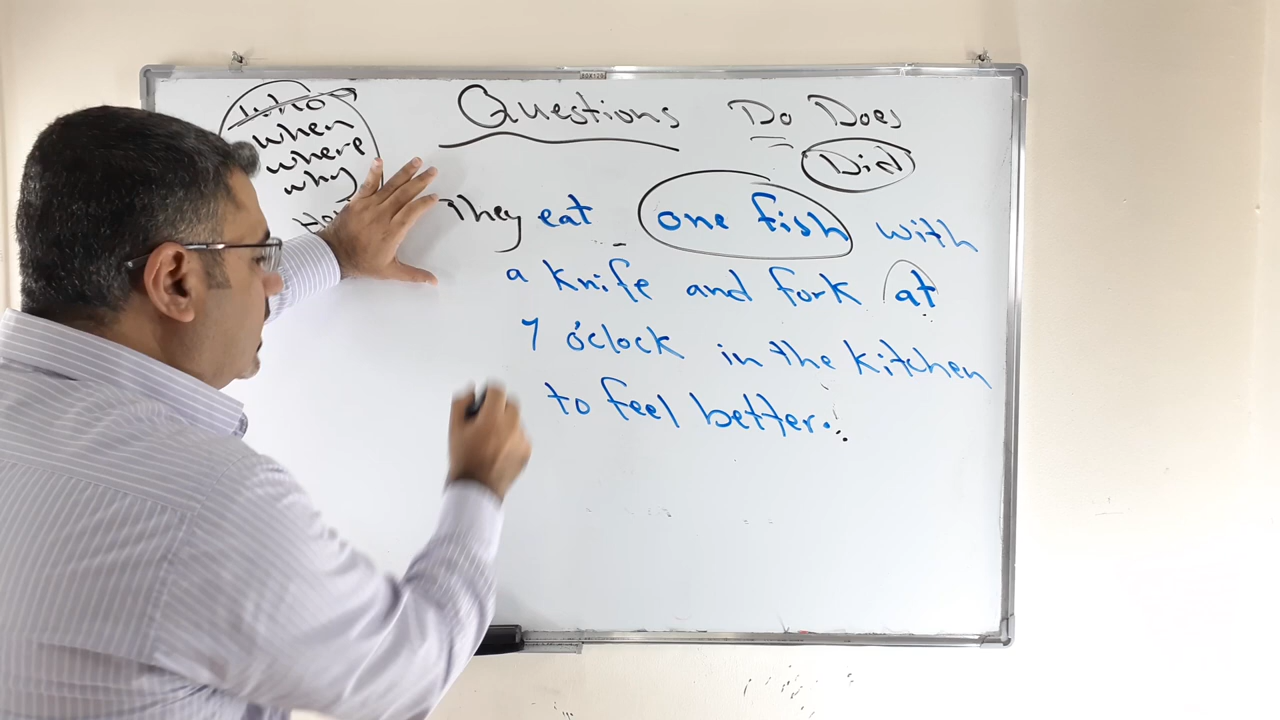 Who
when
where
why
Questions Do Does
Did
They eat one fish with
a knife and fork at
7 o'clock in the kitchen
to feel better.